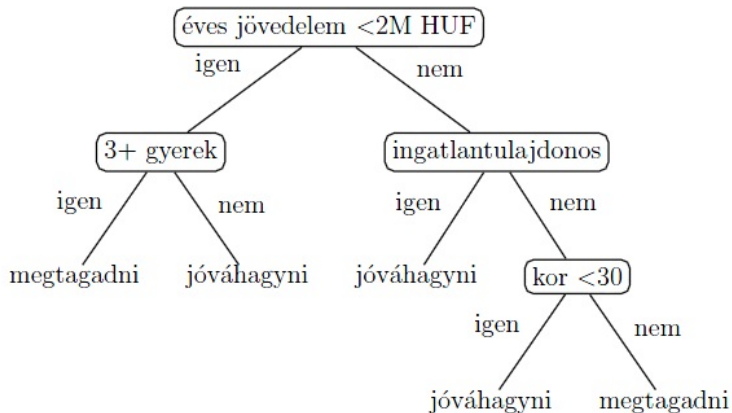 éves jövedelem <2M HUF
igen
nem
3+ gyerek
ingatlantulajdonos
igen
nem
igen
nem
megtagadni
jóváhagyni
jóváhagyni
kor <30
igen
nem
jóváhagyni
megtagadni